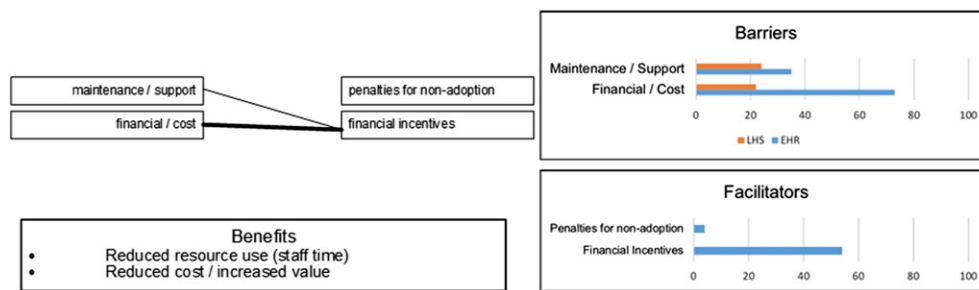 maintenance / support
penalties for non-adoption
financial / cost
financial incentives
Benefits
• Reduced resource use (staff time)
• Reduced cost / increased value
Barriers
Maintenance / Support
Financial / Cost
0 20 40 60 80 100
LHS EHR
Facilitators
Penalties for non-adoption
Financial Incentives
0 20 40 60 80 100